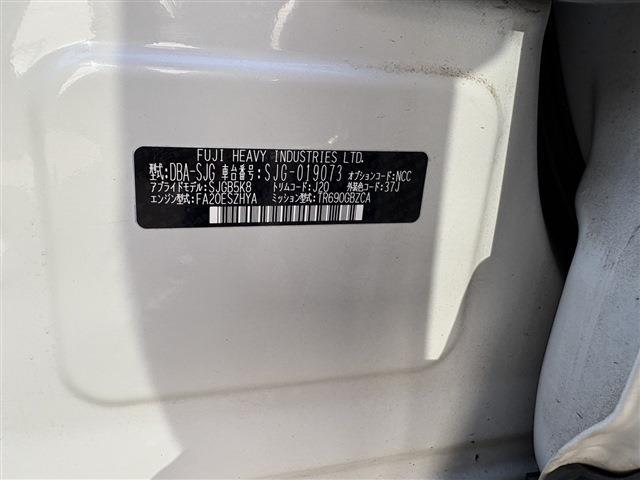 FUJI HEAVY INDUSTRIES LTD.
型式:DBA-SJG 車台番号:SJG-019073 オプションコード:NCC
アプライドモデル:SJGB5K8 トリムコード:J20 外装色コード:37J
エンジン型式:FA20ESZHYA ミッション型式:TR690GBZCA